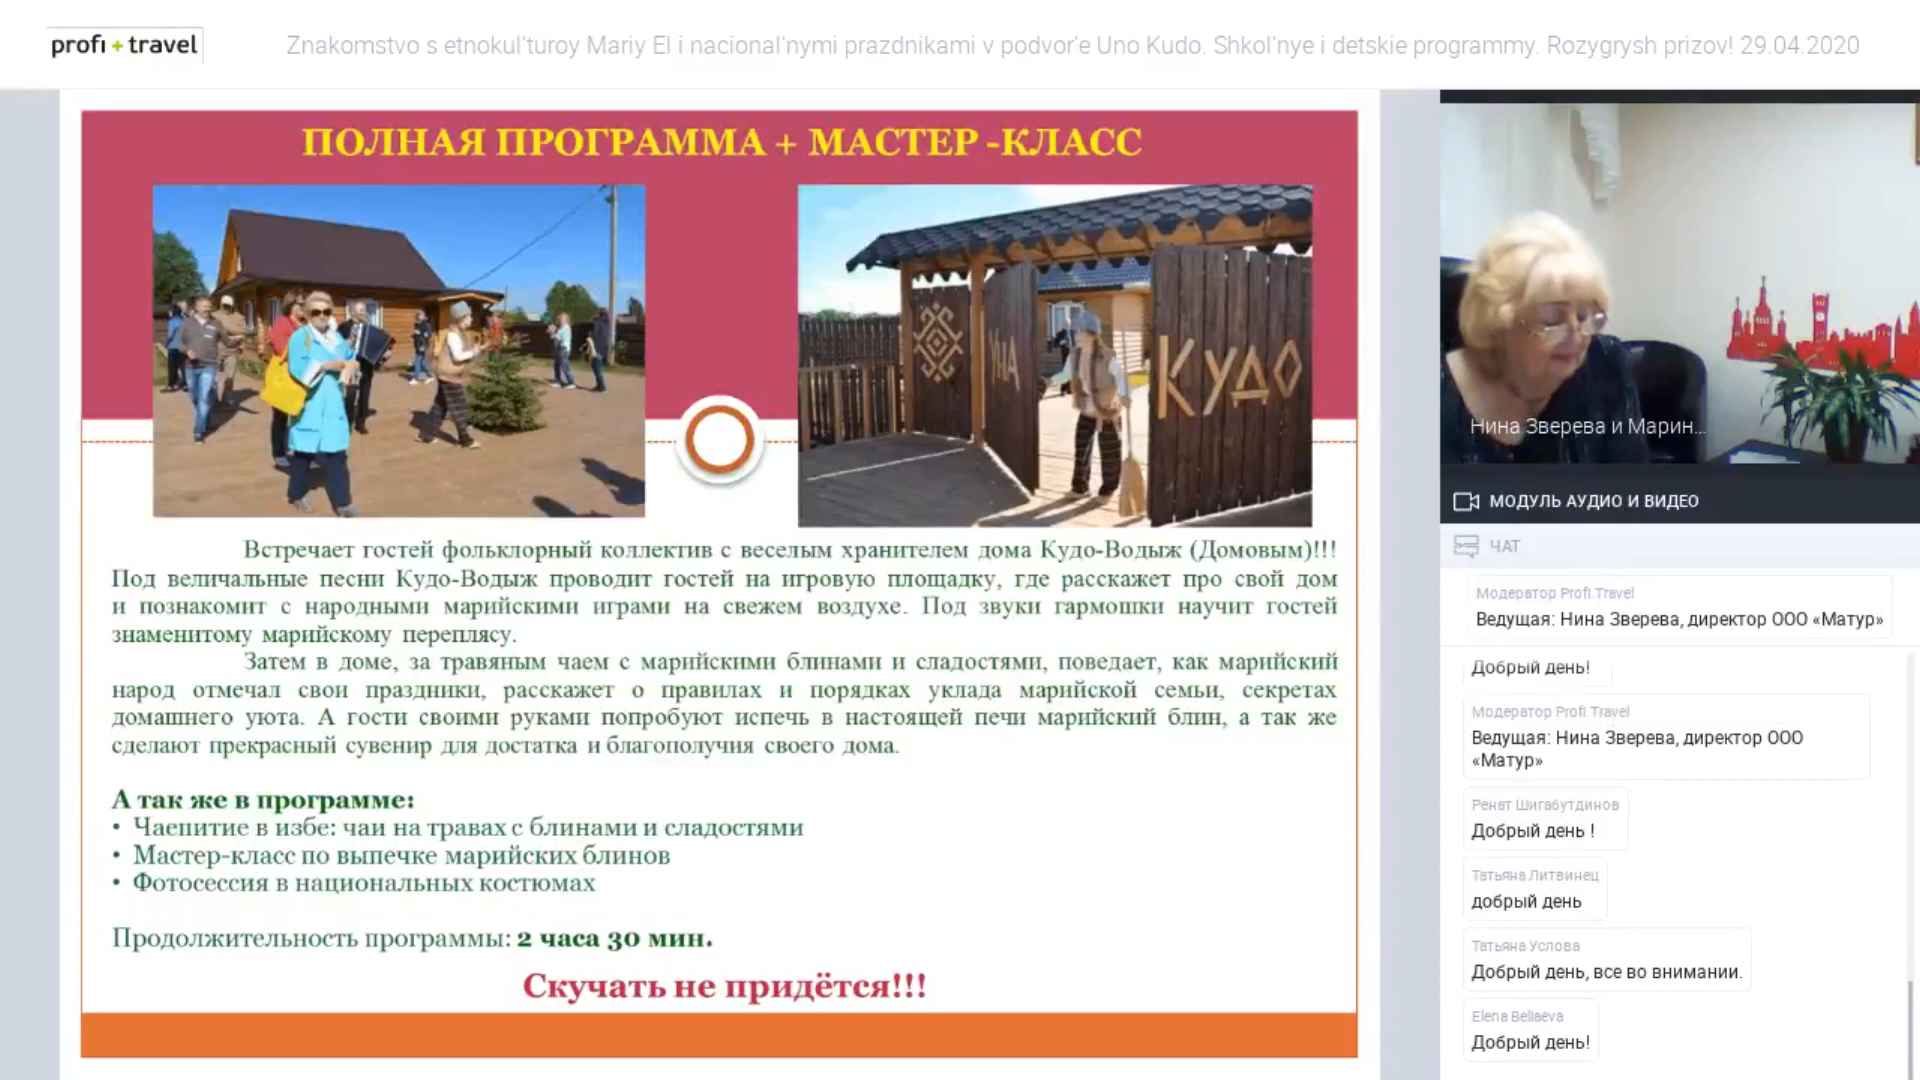 profi + travel
Znakomstvo s etnokul'turoy Mariy El i nacional'nymi prazdnikami v podvor'e Uno Kudo. Shkol'nye i detskie programmy. Rozygrysh prizov! 29.04.2020
ПОЛНАЯ ПРОГРАММА + МАСТЕР -КЛАСС
УНА
КУДО
Встречает гостей фольклорный коллектив с веселым хранителем дома Кудо-Водыж (Домовым)!!!
Под величальные песни Кудо-Водыж проводит гостей на игровую площадку, где расскажет про свой дом
и познакомит с народными марийскими играми на свежем воздухе. Под звуки гармошки научит гостей
знаменитому марийскому переплясу.
Затем в доме, за травяным чаем с марийскими блинами и сладостями, поведает, как марийский
народ отмечал свои праздники, расскажет о правилах и порядках уклада марийской семьи, секретах
домашнего уюта. А гости своими руками попробуют испечь в настоящей печи марийский блин, а так же
сделают прекрасный сувенир для достатка и благополучия своего дома.
А так же в программе:
• Чаепитие в избе: чаи на травах с блинами и сладостями
• Мастер-класс по выпечке марийских блинов
• Фотосессия в национальных костюмах
Продолжительность программы: 2 часа 30 мин.
Скучать не придётся!!!
Нина Зверева и Марин...
МОДУЛЬ АУДИО И ВИДЕО
ЧАТ
Модератор Profi.Travel
Ведущая: Нина Зверева, директор ООО «Матур»
Добрый день!
Модератор Profi.Travel
Ведущая: Нина Зверева, директор ООО
«Матур»
Ренат Шигабутдинов
Добрый день !
Татьяна Литвинец
добрый день
Татьяна Услова
Добрый день, все во внимании.
Elena Beliaeva
Добрый день!